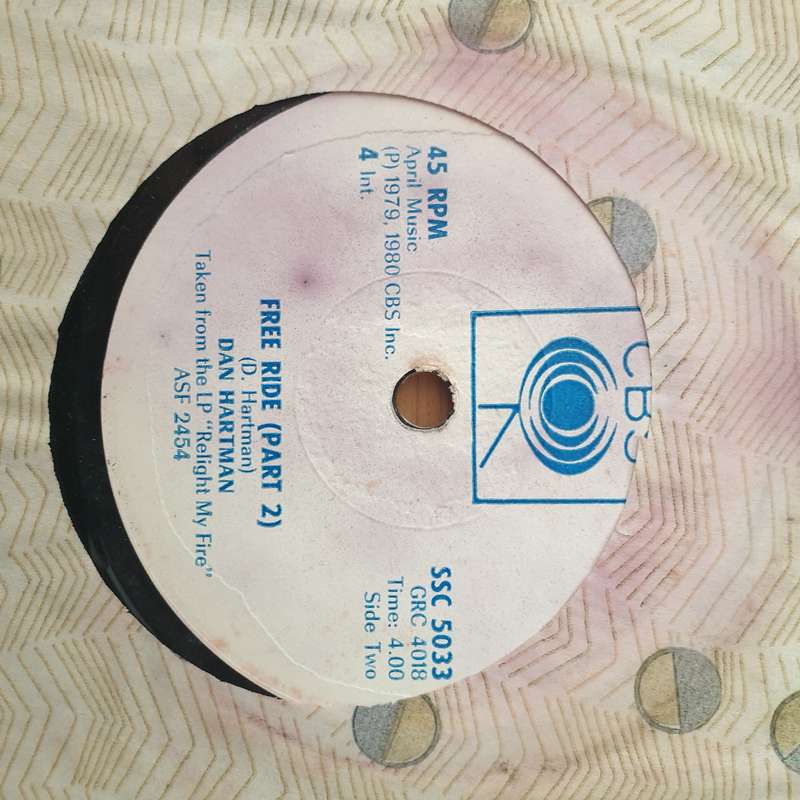 CBS
45 RPM
April Music
(P) 1979, 1980 CBS Inc.
4 Int.
SSC 5033
GRC 4018
Time: 4.00
Side Two
FREE RIDE (PART 2)
(D. Hartman)
DAN HARTMAN
Taken from the LP "Relight My Fire"
ASF 2454